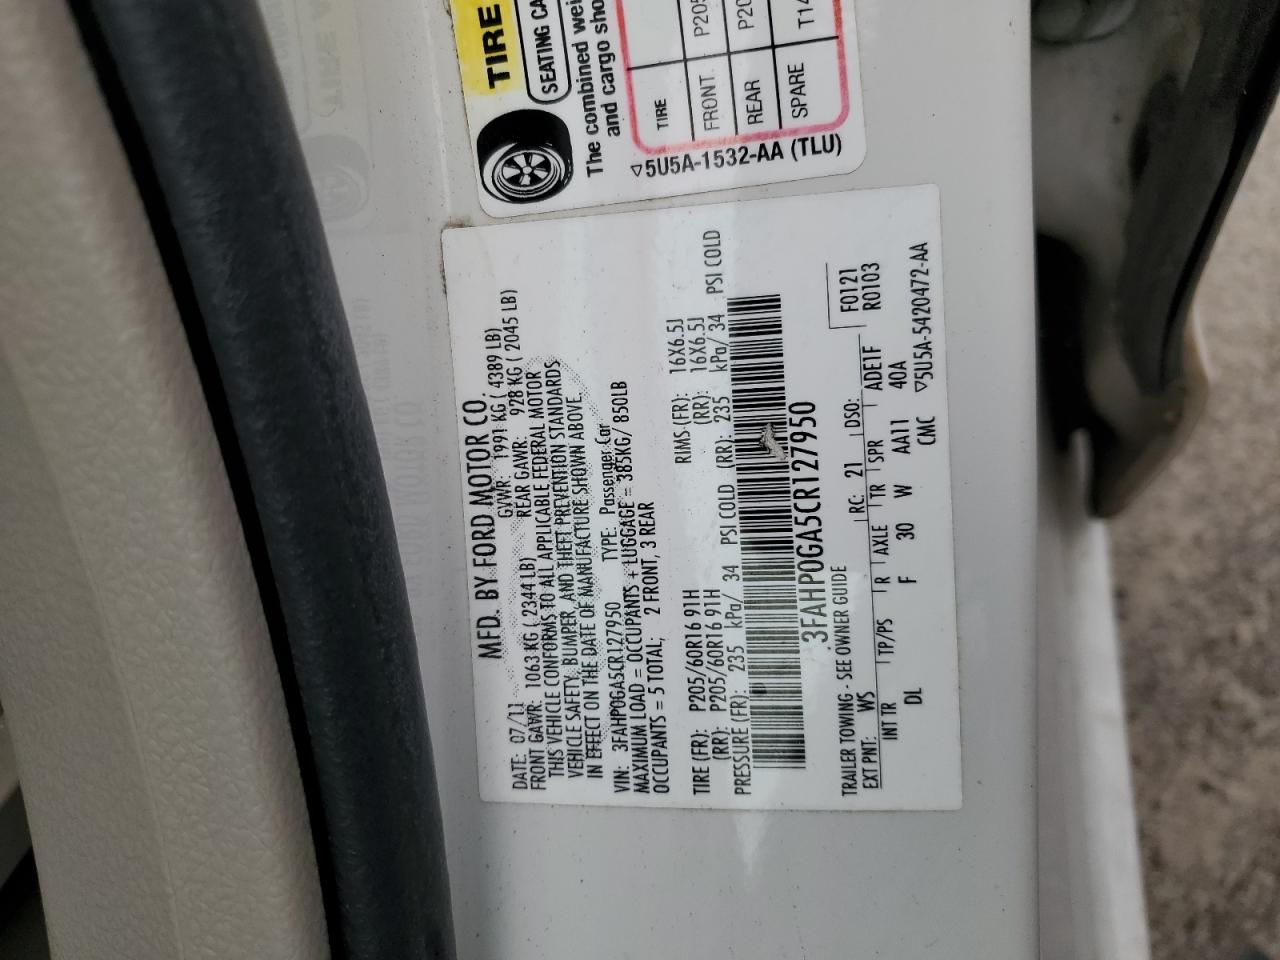 TIRE
SEATING CA
The combined wei
and cargo sho
TIRE
FRONT P205
REAR P20
SPARE T14
▽5U5A-1532-AA (TLU)
MFD. BY FORD MOTOR CO.
DATE: 07/11 GVWR: 1991 KG ( 4389 LB)
FRONT GAWR: 1063 KG ( 2344 LB) REAR GAWR: 928 KG ( 2045 LB)
THIS VEHICLE CONFORMS TO ALL APPLICABLE FEDERAL MOTOR
VEHICLE SAFETY, BUMPER, AND THEFT PREVENTION STANDARDS
IN EFFECT ON THE DATE OF MANUFACTURE SHOWN ABOVE.
VIN: 3FAHP0GA5CR127950 TYPE: Passenger Car
MAXIMUM LOAD = OCCUPANTS + LUGGAGE = 385KG/ 850LB
OCCUPANTS = 5 TOTAL; 2 FRONT, 3 REAR
TIRE (FR): P205/60R16 91H RIMS (FR): 16X6.5J
(RR): P205/60R16 91H (RR): 16X6.5J
PRESSURE (FR): 235 kPa/ 34 PSI COLD (RR): 235 kPa/ 34 PSI COLD
3FAHP0GA5CR127950
TRAILER TOWING - SEE OWNER GUIDE F0121
EXT PNT: WS RC: 21 DSO: R0103
INT TR TP/PS R AXLE TR SPR ADE1F
DL F 30 W AA11 40A
CMC ▽5U5A-5420472-AA